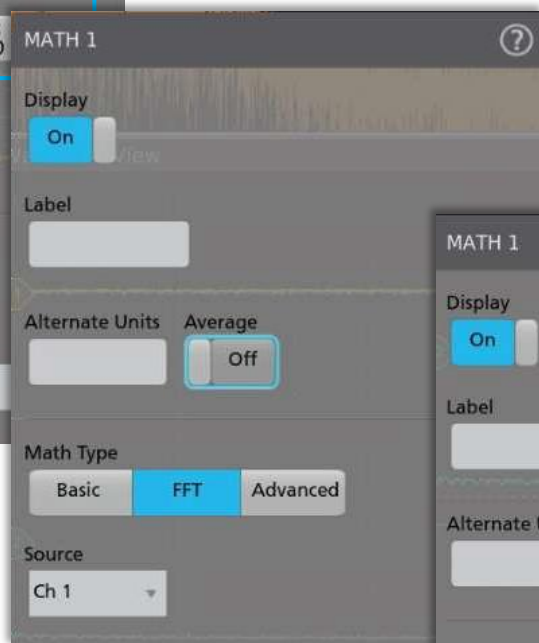 MATH 1
?
Display
On
View
Label
Alternate Units Average
Off
Math Type
Basic FFT Advanced
Source
Ch 1
MATH 1
Display
On
Label
Alternate